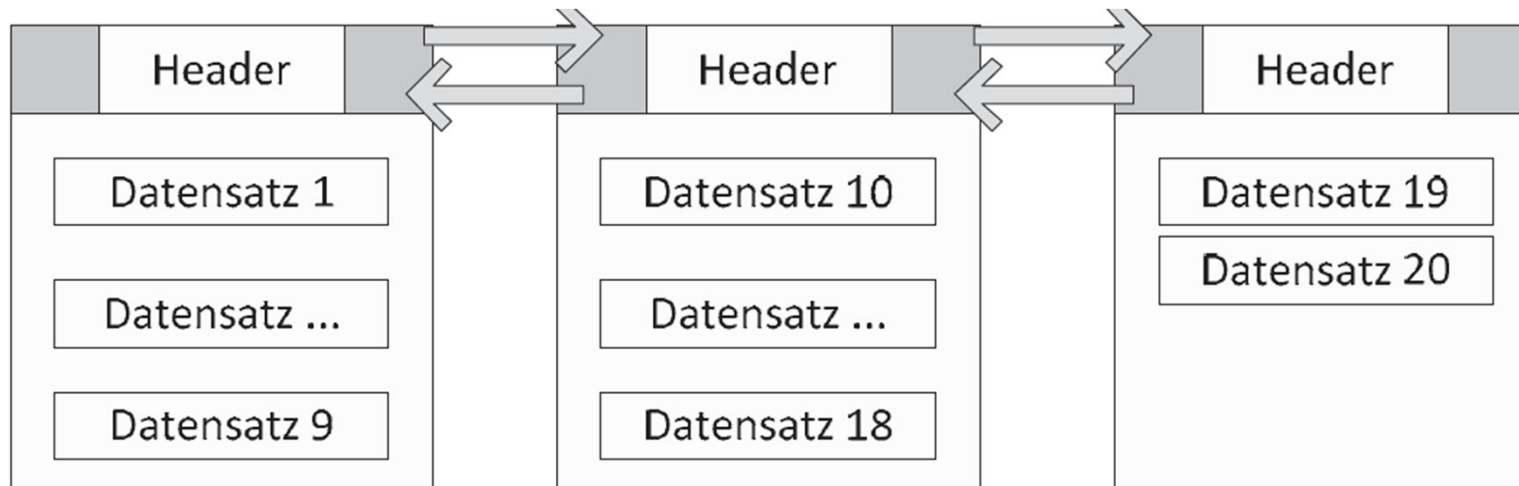 Header
Datensatz 1
Datensatz ...
Datensatz 9
Header
Datensatz 10
Datensatz ...
Datensatz 18
Header
Datensatz 19
Datensatz 20